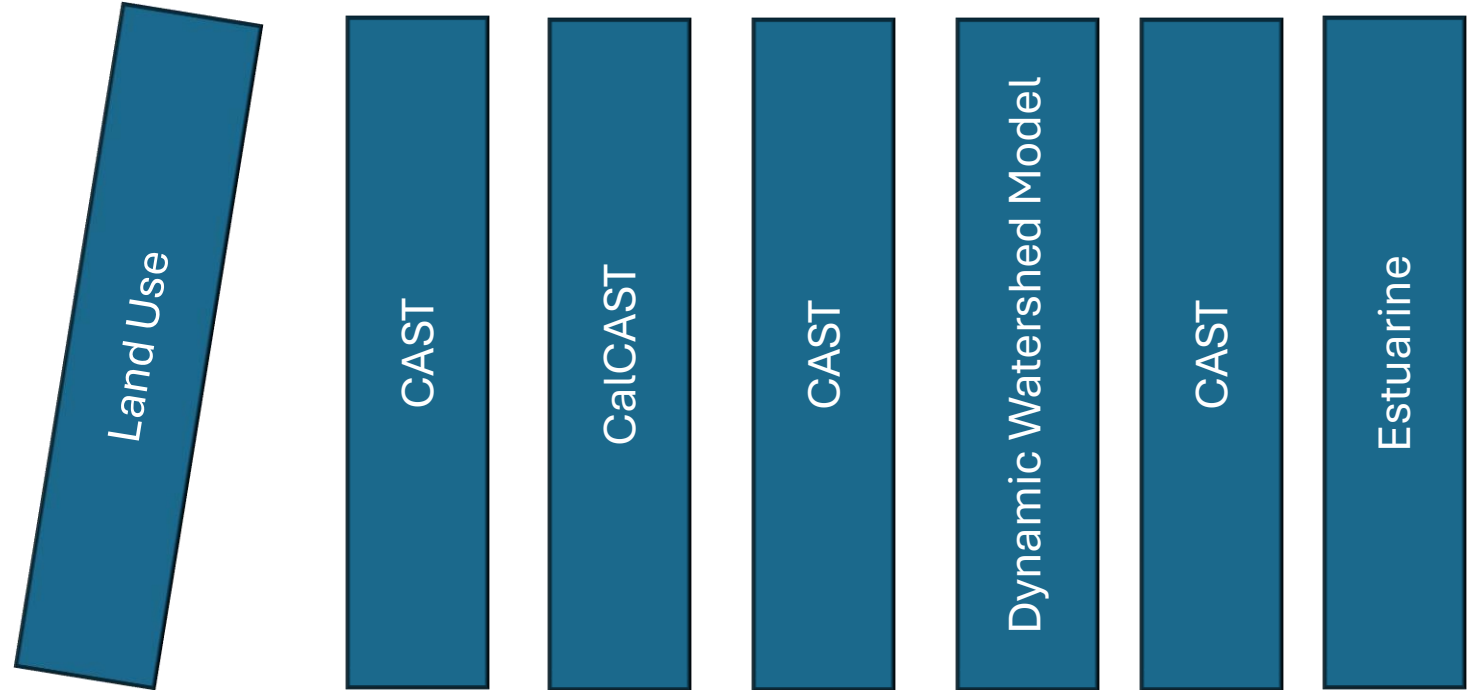 Land Use
CAST
CalCAST
CAST
Dynamic Watershed Model
CAST
Estuarine